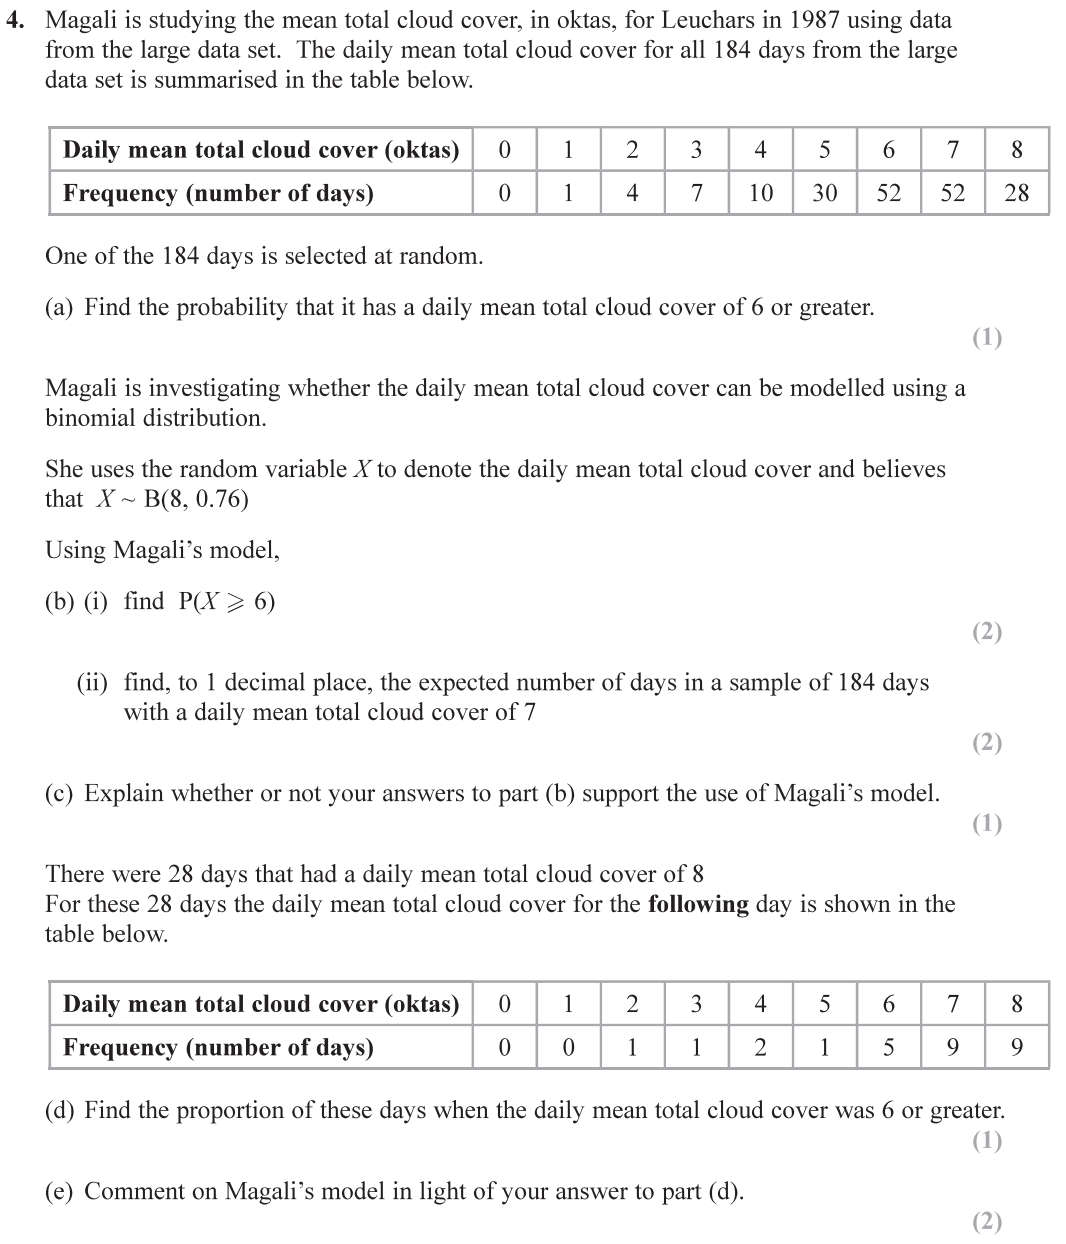 4. Magali is studying the mean total cloud cover, in oktas, for Leuchars in 1987 using data
from the large data set. The daily mean total cloud cover for all 184 days from the large
data set is summarised in the table below.
Daily mean total cloud cover (oktas) 0 1 2 3 4 5 6 7 8
Frequency (number of days) 0 1 4 7 10 30 52 52 28
One of the 184 days is selected at random.
(a) Find the probability that it has a daily mean total cloud cover of 6 or greater.
(1)
Magali is investigating whether the daily mean total cloud cover can be modelled using a
binomial distribution.
She uses the random variable X to denote the daily mean total cloud cover and believes
that X ~ B(8, 0.76)
Using Magali’s model,
(b) (i) find P(X ⩾ 6)
(2)
(ii) find, to 1 decimal place, the expected number of days in a sample of 184 days
with a daily mean total cloud cover of 7
(2)
(c) Explain whether or not your answers to part (b) support the use of Magali’s model.
(1)
There were 28 days that had a daily mean total cloud cover of 8
For these 28 days the daily mean total cloud cover for the following day is shown in the
table below.
Daily mean total cloud cover (oktas) 0 1 2 3 4 5 6 7 8
Frequency (number of days) 0 0 1 1 2 1 5 9 9
(d) Find the proportion of these days when the daily mean total cloud cover was 6 or greater.
(1)
(e) Comment on Magali’s model in light of your answer to part (d).
(2)